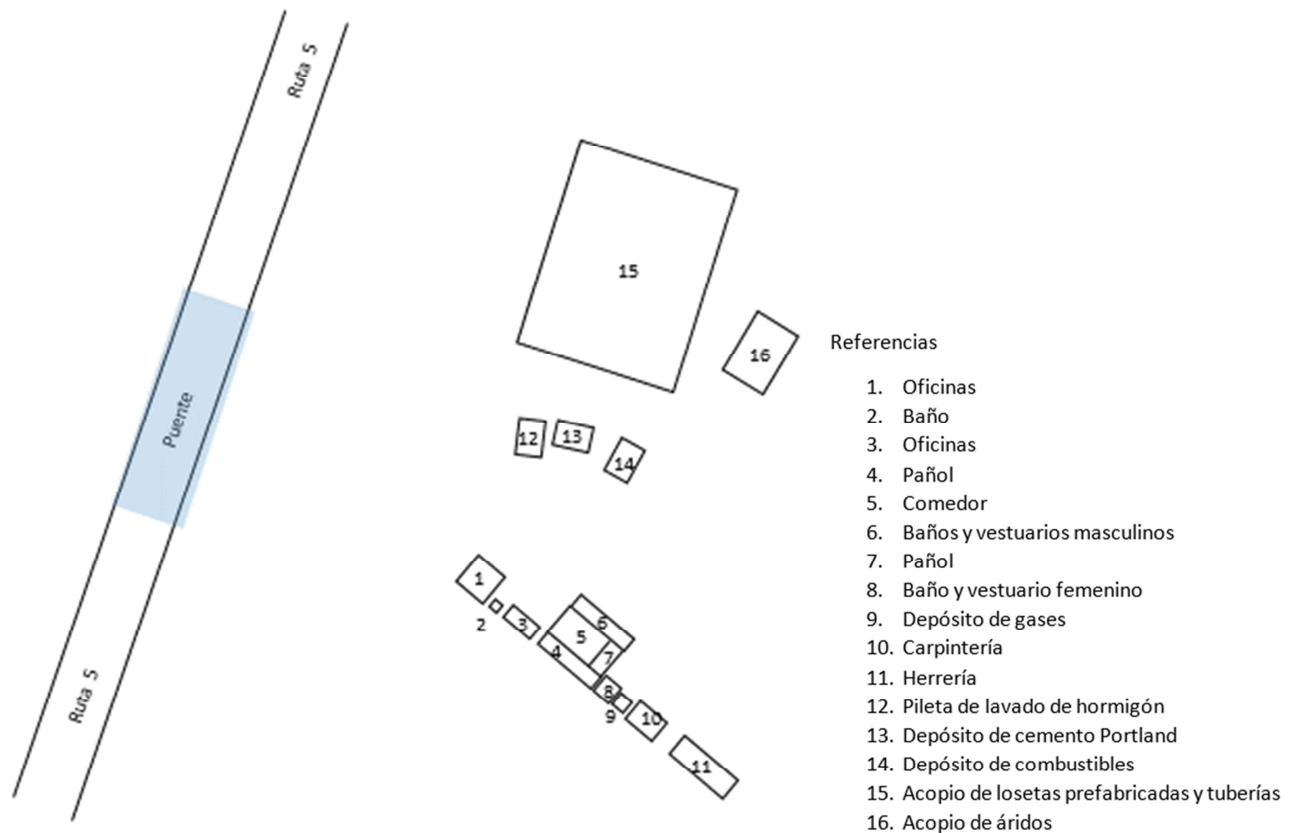 Ruta 5
15
16
Puente
12
13
14
1
2
3
4
5
6
7
8
9
10
11
Ruta 5
Referencias
1. Oficinas
2. Baño
3. Oficinas
4. Pañol
5. Comedor
6. Baños y vestuarios masculinos
7. Pañol
8. Baño y vestuario femenino
9. Depósito de gases
10. Carpintería
11. Herrería
12. Pileta de lavado de hormigón
13. Depósito de cemento Portland
14. Depósito de combustibles
15. Acopio de losetas prefabricadas y tuberías
16. Acopio de áridos